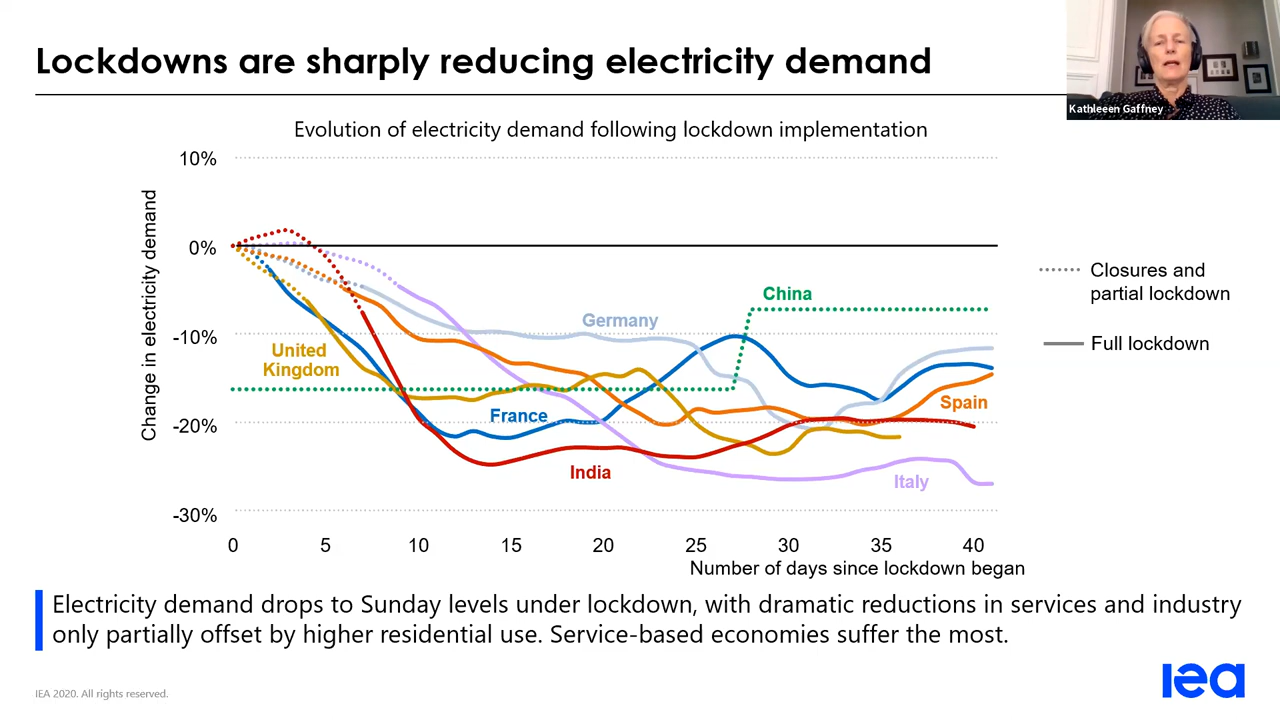 Lockdowns are sharply reducing electricity demand
Kathleeen Gaffney
Evolution of electricity demand following lockdown implementation
Change in electricity demand
10%
0%
-10%
-20%
-30%
China
Germany
United
Kingdom
France
Spain
India
Italy
Closures and
partial lockdown
Full lockdown
0 5 10 15 20 25 30 35 40
Number of days since lockdown began
Electricity demand drops to Sunday levels under lockdown, with dramatic reductions in services and industry
only partially offset by higher residential use. Service-based economies suffer the most.
IEA 2020. All rights reserved.
iea